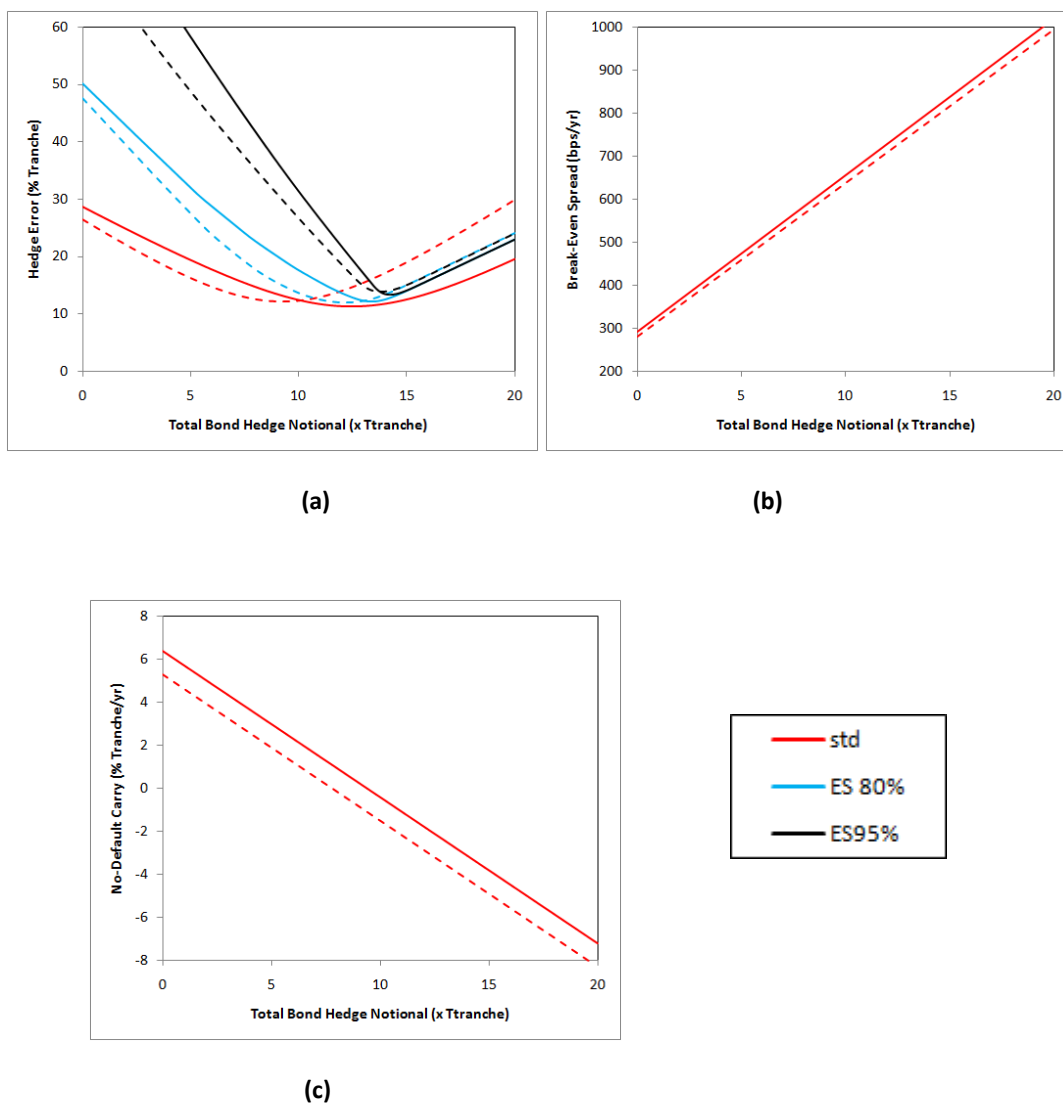 60
50
40
30
20
10
0
Hedge Error (% Tranche)
0 5 10 15 20
Total Bond Hedge Notional (x Ttranche)
(a)
1000
900
800
700
600
500
400
300
200
Break-Even Spread (bps/yr)
0 5 10 15 20
Total Bond Hedge Notional (x Ttranche)
(b)
8
6
4
2
0
-2
-4
-6
-8
No-Default Carry (% Tranche/yr)
0 5 10 15 20
Total Bond Hedge Notional (x Ttranche)
(c)
std
ES 80%
ES95%